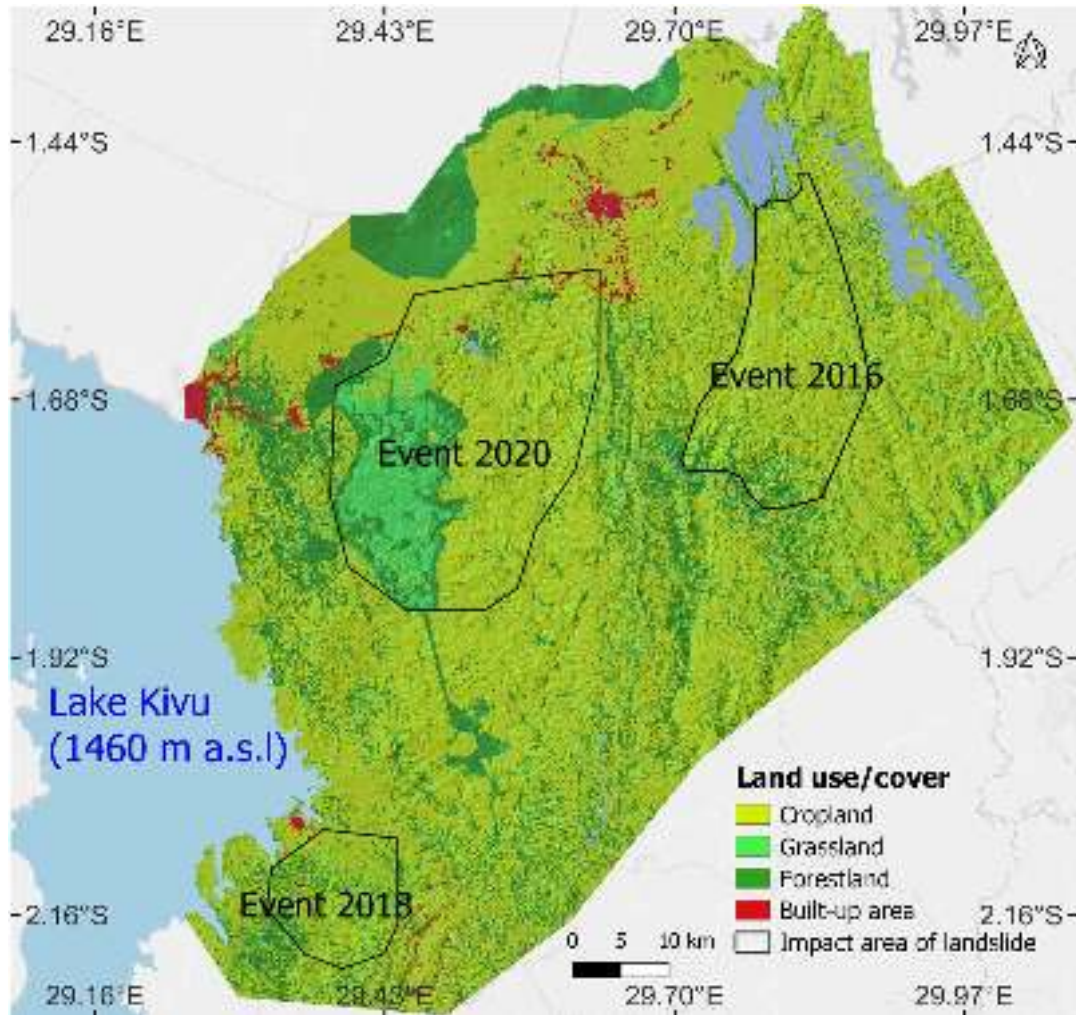 29.16°E 29.43°E 29.70°E 29.97°E
1.44°S 1.44°S
Event 2016
1.68°S 1.68°S
Event 2020
1.92°S 1.92°S
Lake Kivu
(1460 m a.s.l)
Land use/cover
Cropland
Grassland
Forestland
Built-up area
Impact area of landslide
Event 2018
2.16°S 2.16°S
0 5 10 km
29.16°E 29.43°E 29.70°E 29.97°E